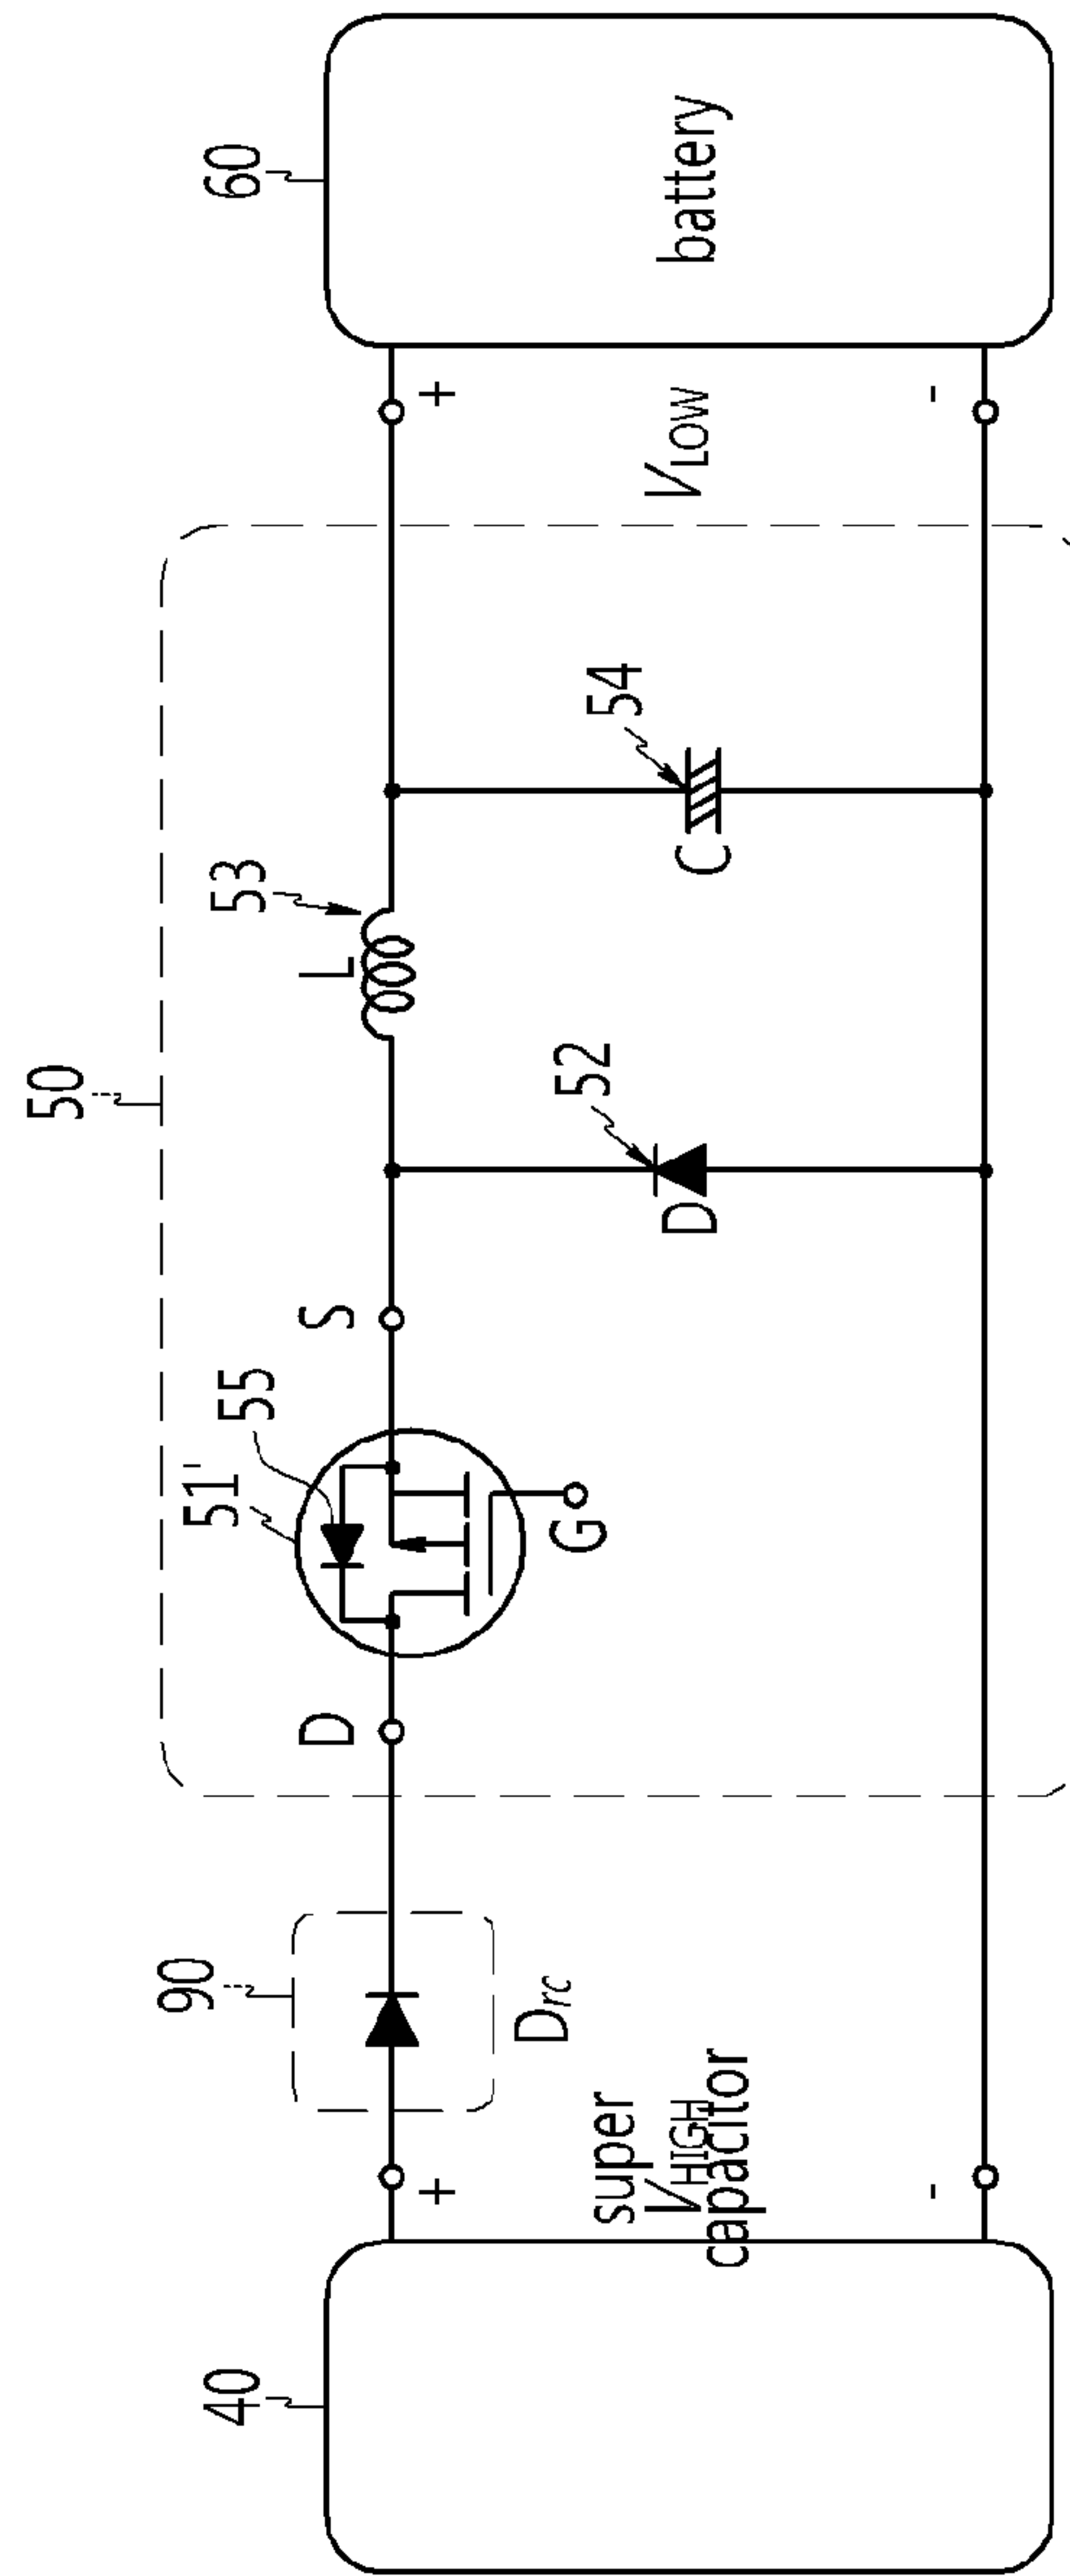 50
90
51'
55
53
60
40
D
S
L
+
+
G
Drc
52
54
D
C
super
VHIGH
capacitor
VLOW
battery
-
-